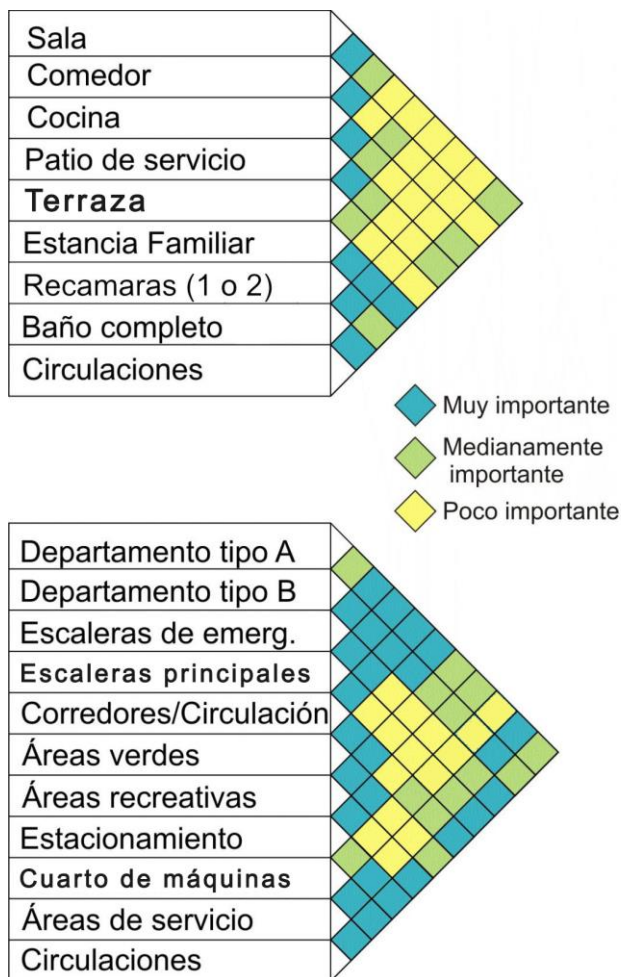 Sala
Comedor
Cocina
Patio de servicio
Terraza
Estancia Familiar
Recamaras (1 o 2)
Baño completo
Circulaciones
Muy importante
Medianamente
importante
Poco importante
Departamento tipo A
Departamento tipo B
Escaleras de emerg.
Escaleras principales
Corredores/Circulación
Áreas verdes
Áreas recreativas
Estacionamiento
Cuarto de máquinas
Áreas de servicio
Circulaciones